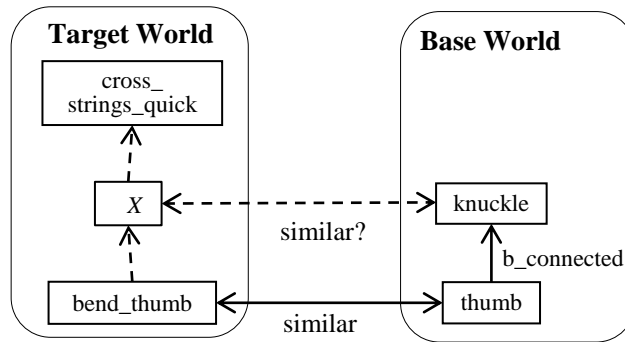 Target World
Base World
cross_
strings_quick
X
knuckle
similar?
b_connected
bend_thumb
thumb
similar